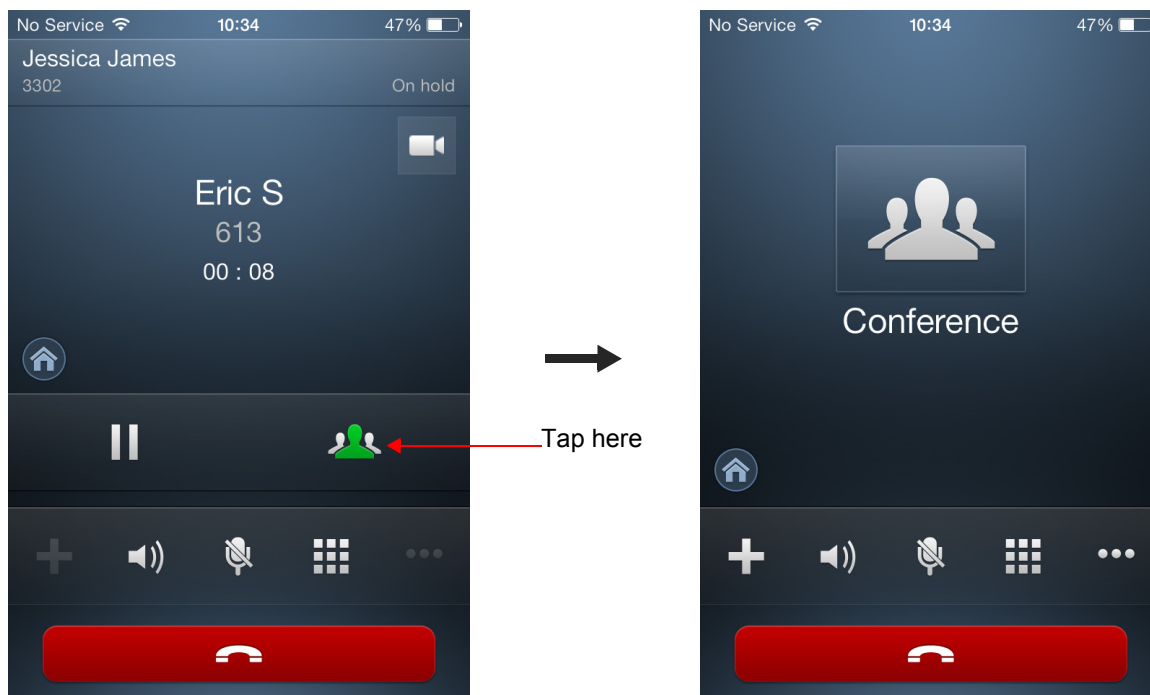 No Service 10:34 47%
Jessica James
3302 On hold
Eric S
613
00 : 08
Tap here
No Service 10:34 47%
Conference